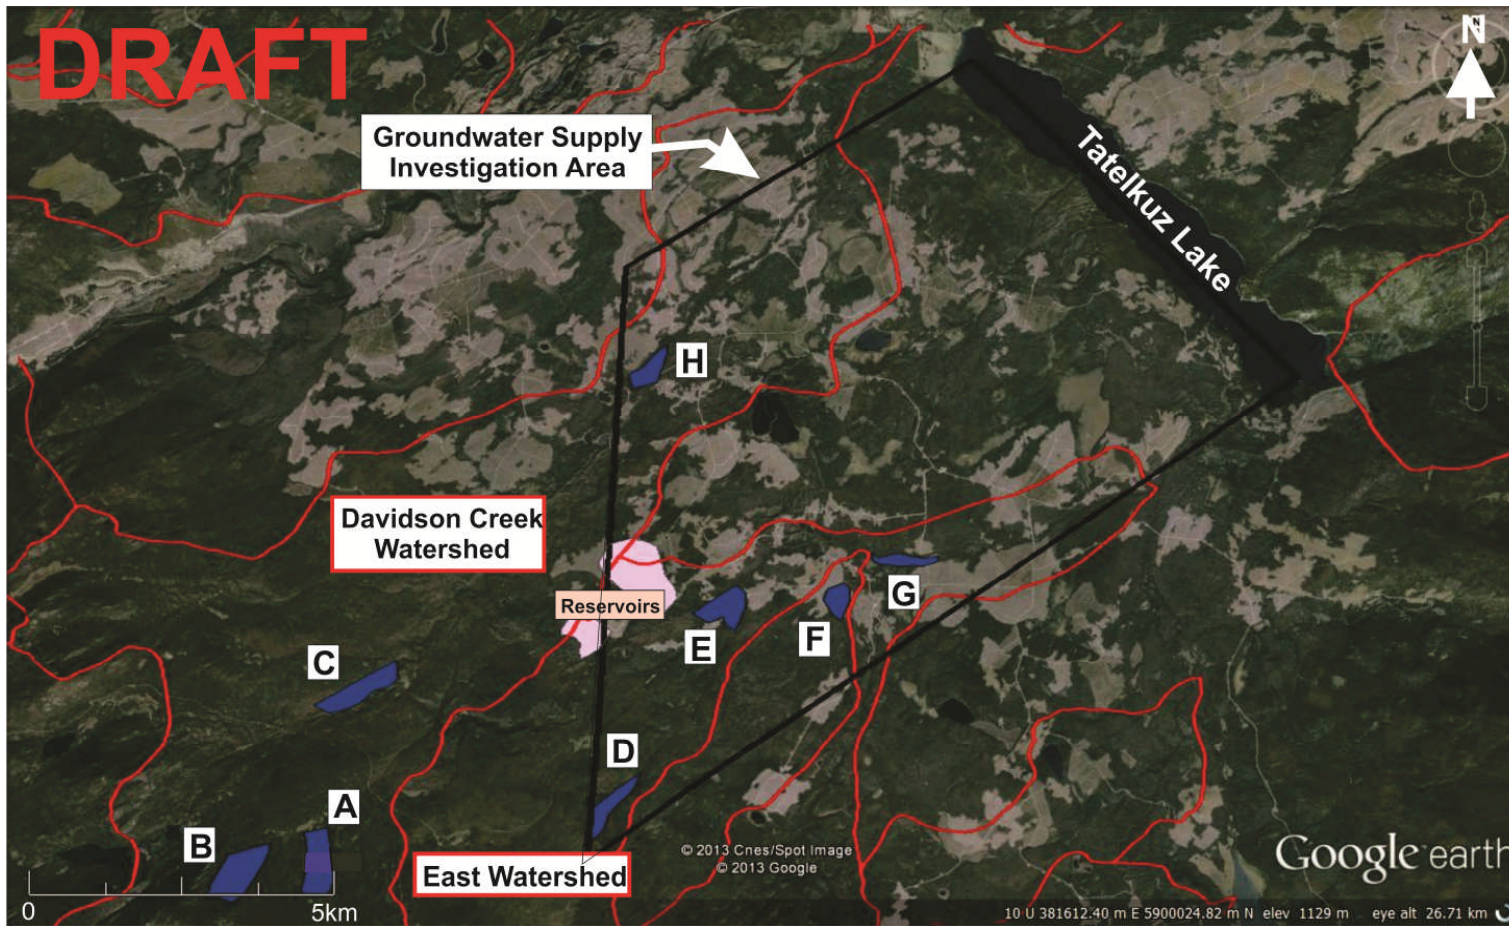 DRAFT
N
Groundwater Supply
Investigation Area
Tatelkuz Lake
H
Davidson Creek
Watershed
Reservoirs
G
F
E
C
D
A
B
© 2013 Cnes/Spot Image
© 2013 Google
Google earth
East Watershed
0
5km
10 U 381612.40 m E 5900024.82 m N elev 1129 m eye alt 26.71 km